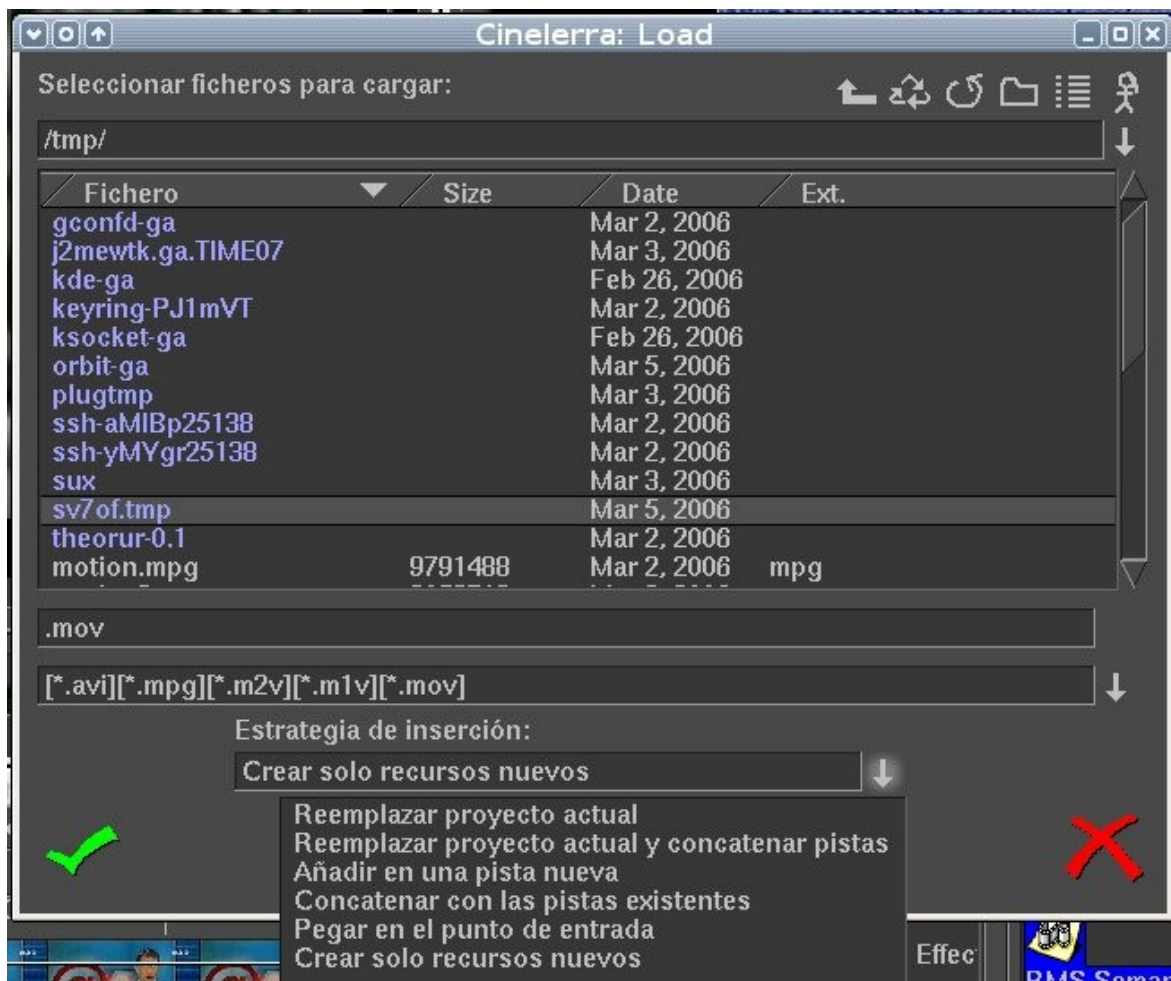 Cinelerra: Load
Seleccionar ficheros para cargar:
/tmp/
Fichero Size Date Ext.
gconfd-ga Mar 2, 2006
j2mewtk.ga.TIME07 Mar 3, 2006
kde-ga Feb 26, 2006
keyring-PJ1mVT Mar 2, 2006
ksocket-ga Feb 26, 2006
orbit-ga Mar 5, 2006
plugtmp Mar 3, 2006
ssh-aMIBp25138 Mar 2, 2006
ssh-yMYgr25138 Mar 2, 2006
sux Mar 3, 2006
sv7of.tmp Mar 5, 2006
theorur-0.1 Mar 2, 2006
motion.mpg 9791488 Mar 2, 2006 mpg
.mov
[*.avi][*.mpg][*.m2v][*.m1v][*.mov]
Estrategia de inserción:
Crear solo recursos nuevos
Reemplazar proyecto actual
Reemplazar proyecto actual y concatenar pistas
Añadir en una pista nueva
Concatenar con las pistas existentes
Pegar en el punto de entrada
Crear solo recursos nuevos
Effec